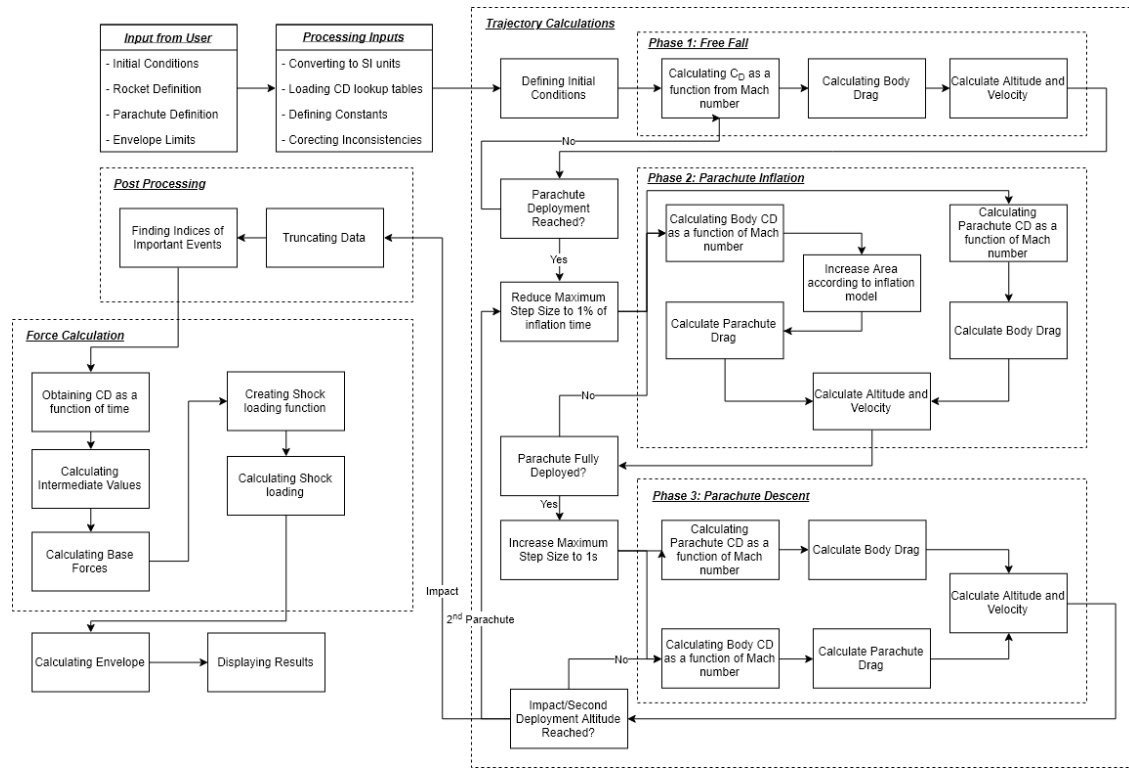 Input from User
- Initial Conditions
- Rocket Definition
- Parachute Definition
- Envelope Limits
Processing Inputs
- Converting to SI units
- Loading CD lookup tables
- Defining Constants
- Corecting Inconsistencies
Trajectory Calculations
Defining Initial
Conditions
Phase 1: Free Fall
Calculating CD as a
function from Mach
number
Calculating Body
Drag
Calculate Altitude and
Velocity
No
Parachute
Deployment
Reached?
Yes
Reduce Maximum
Step Size to 1% of
inflation time
Phase 2: Parachute Inflation
Calculating Body CD
as a function of Mach
number
Calculating
Parachute CD as a
function of Mach
number
Increase Area
according to inflation
model
Calculate Parachute
Drag
Calculate Body Drag
Calculate Altitude and
Velocity
No
Parachute Fully
Deployed?
Yes
Increase Maximum
Step Size to 1s
Phase 3: Parachute Descent
Calculating
Parachute CD as a
function of Mach
number
Calculate Body Drag
Calculate Altitude and
Velocity
Calculating Body CD
as a function of Mach
number
Calculate Parachute
Drag
No
Impact/Second
Deployment Altitude
Reached?
Impact
2nd Parachute
Post Processing
Truncating Data
Finding Indices of
Important Events
Force Calculation
Obtaining CD as a
function of time
Calculating
Intermediate Values
Calculating Base
Forces
Creating Shock
loading function
Calculating Shock
loading
Calculating Envelope
Displaying Results